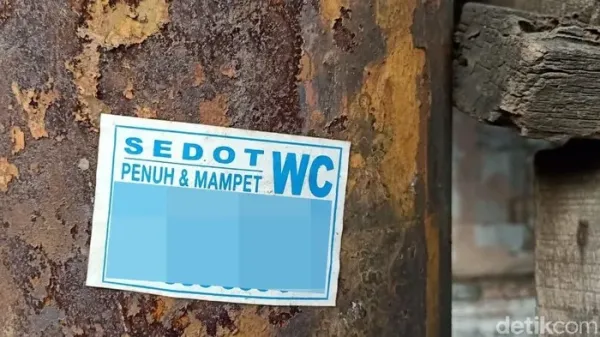 SEDOT WC
PENUH & MAMPET
detikcom